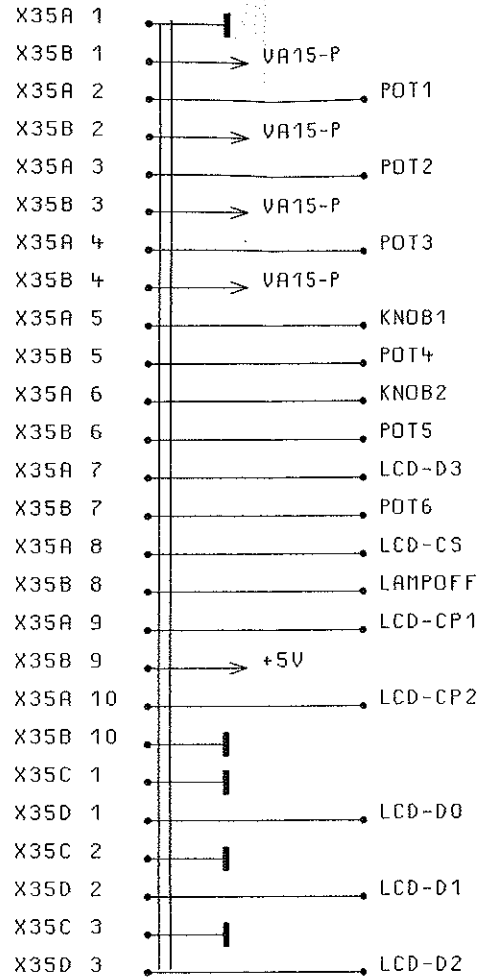 X35A 1
X35B 1 VA15-P
X35A 2 POT1
X35B 2 VA15-P
X35A 3 POT2
X35B 3 VA15-P
X35A 4 POT3
X35B 4 VA15-P
X35A 5 KNOB1
X35B 5 POT4
X35A 6 KNOB2
X35B 6 POT5
X35A 7 LCD-D3
X35B 7 POT6
X35A 8 LCD-CS
X35B 8 LAMPOFF
X35A 9 LCD-CP1
X35B 9 +5V
X35A 10 LCD-CP2
X35B 10
X35C 1
X35D 1 LCD-D0
X35C 2
X35D 2 LCD-D1
X35C 3
X35D 3 LCD-D2